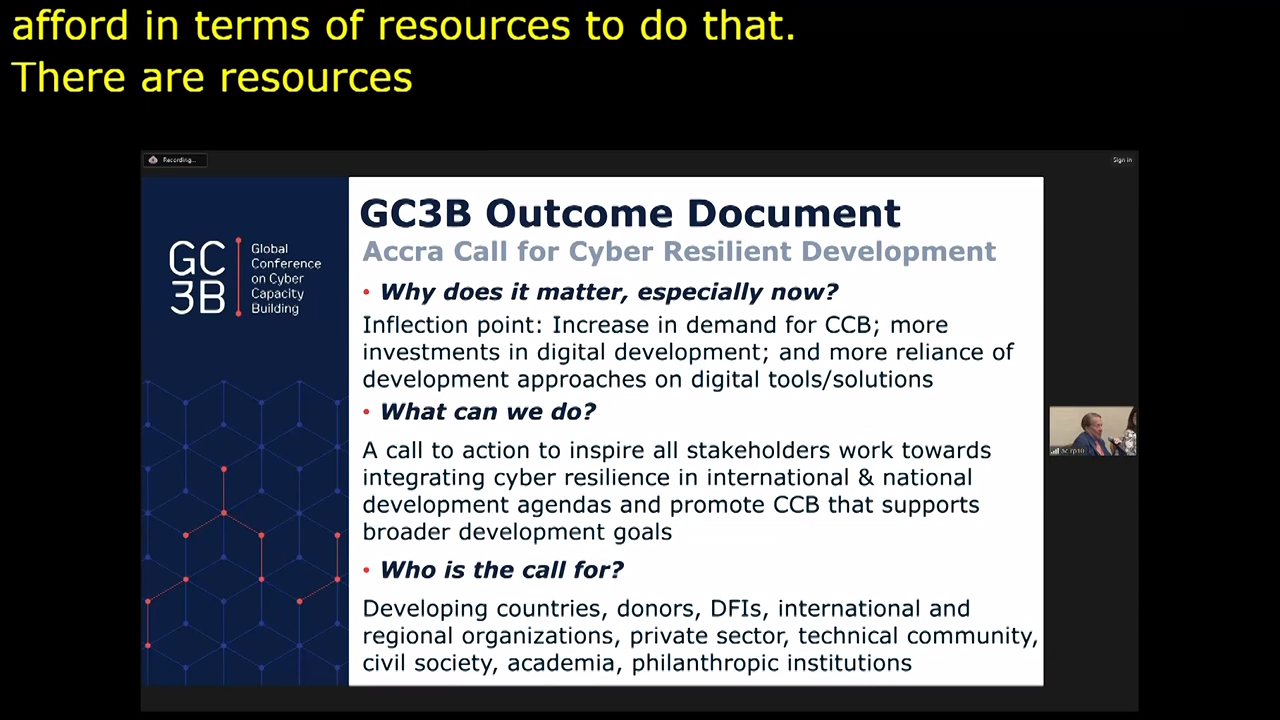 afford in terms of resources to do that.
There are resources
Recording...
Sign in
GC
3B
Global
Conference
on Cyber
Capacity
Building
GC3B Outcome Document
Accra Call for Cyber Resilient Development
• Why does it matter, especially now?
Inflection point: Increase in demand for CCB; more
investments in digital development; and more reliance of
development approaches on digital tools/solutions
• What can we do?
A call to action to inspire all stakeholders work towards
integrating cyber resilience in international & national
development agendas and promote CCB that supports
broader development goals
• Who is the call for?
Developing countries, donors, DFIs, international and
regional organizations, private sector, technical community,
civil society, academia, philanthropic institutions